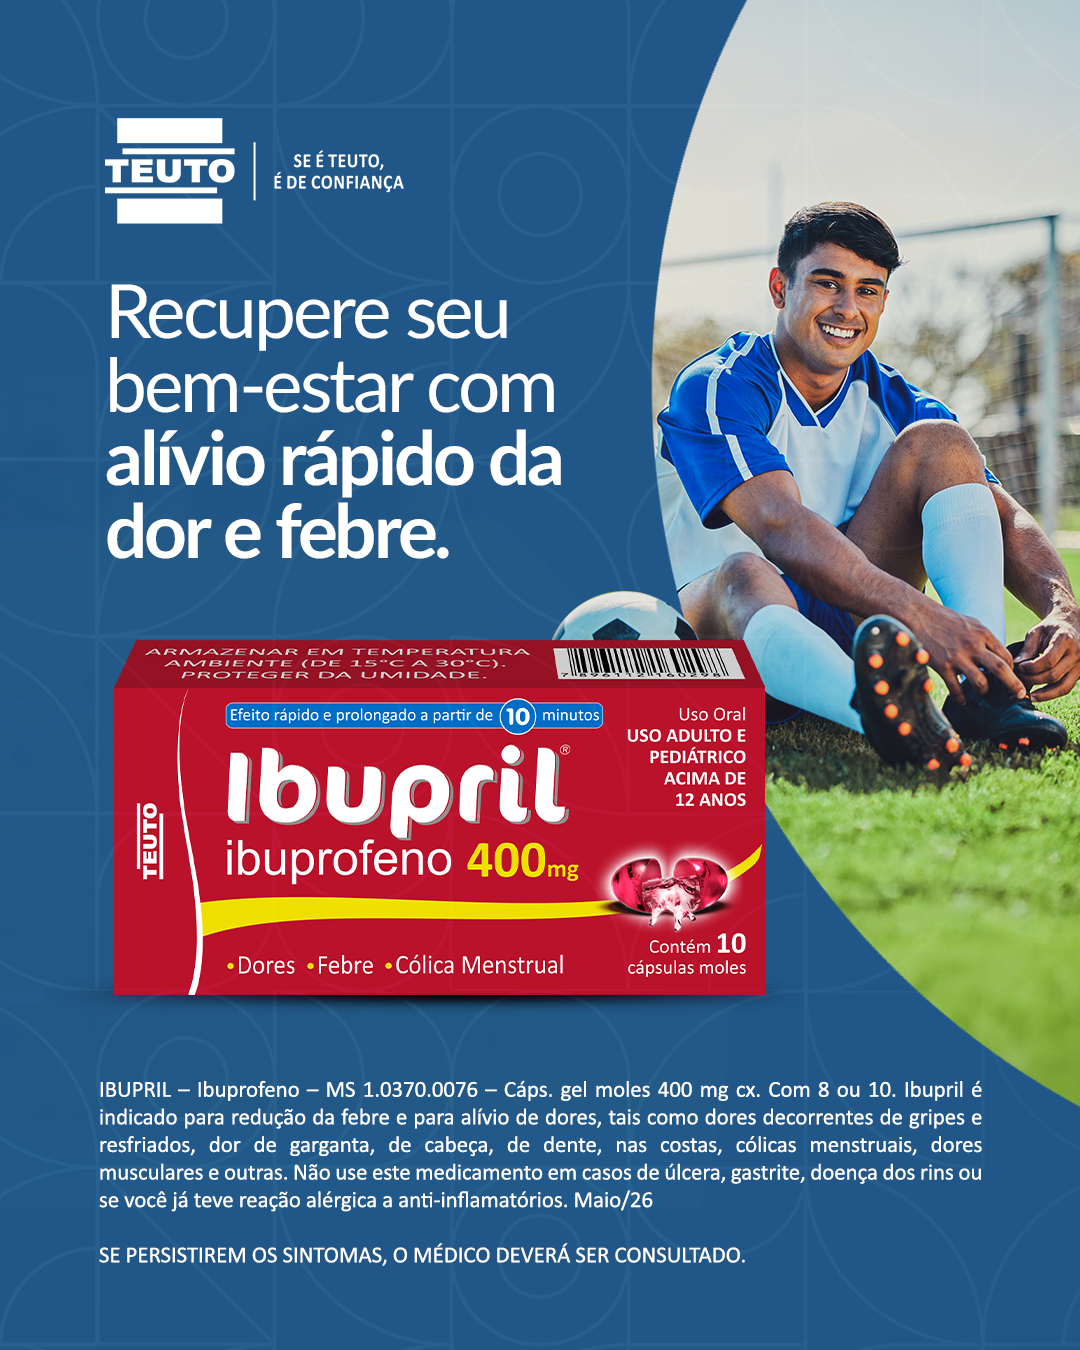 TEUTO
SE É TEUTO,
É DE CONFIANÇA
Recupere seu
bem-estar com
alívio rápido da
dor e febre.
ARMAZENAR EM TEMPERATURA
AMBIENTE (DE 15°C A 30°C).
PROTEGER DA UMIDADE.
7 896112 160298
Efeito rápido e prolongado a partir de 10 minutos
Uso Oral
USO ADULTO E
PEDIÁTRICO
ACIMA DE
12 ANOS
Ibupril®
ibuprofeno 400mg
TEUTO
•Dores •Febre •Cólica Menstrual
Contém 10
cápsulas moles
IBUPRIL – Ibuprofeno – MS 1.0370.0076 – Cáps. gel moles 400 mg cx. Com 8 ou 10. Ibupril é
indicado para redução da febre e para alívio de dores, tais como dores decorrentes de gripes e
resfriados, dor de garganta, de cabeça, de dente, nas costas, cólicas menstruais, dores
musculares e outras. Não use este medicamento em casos de úlcera, gastrite, doença dos rins ou
se você já teve reação alérgica a anti-inflamatórios. Maio/26
SE PERSISTIREM OS SINTOMAS, O MÉDICO DEVERÁ SER CONSULTADO.